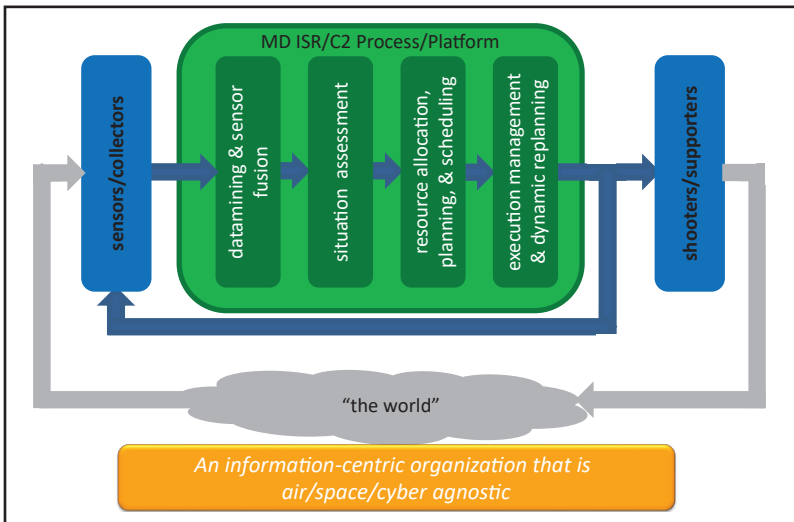 MD ISR/C2 Process/Platform
sensors/collectors
datamining & sensor
fusion
situation assessment
resource allocation,
planning, & scheduling
execution management
& dynamic replanning
shooters/supporters
“the world”
An information-centric organization that is
air/space/cyber agnostic